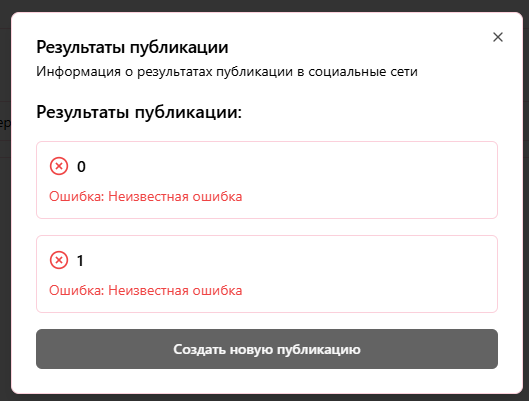 Результаты публикации
Информация о результатах публикации в социальные сети
Результаты публикации:
0
Ошибка: Неизвестная ошибка
1
Ошибка: Неизвестная ошибка
Создать новую публикацию